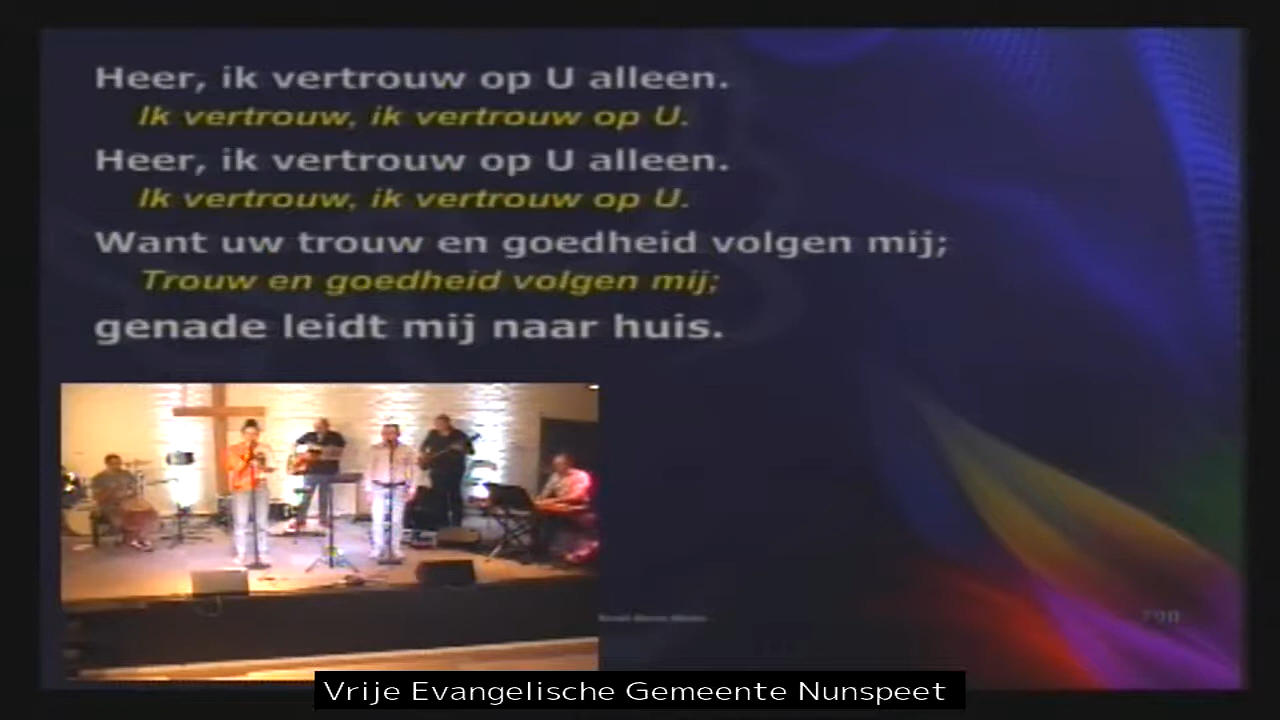 Heer, ik vertrouw op U alleen.
Ik vertrouw, ik vertrouw op U.
Heer, ik vertrouw op U alleen.
Ik vertrouw, ik vertrouw op U.
Want uw trouw en goedheid volgen mij;
Trouw en goedheid volgen mij;
genade leidt mij naar huis.
Vrije Evangelische Gemeente Nunspeet